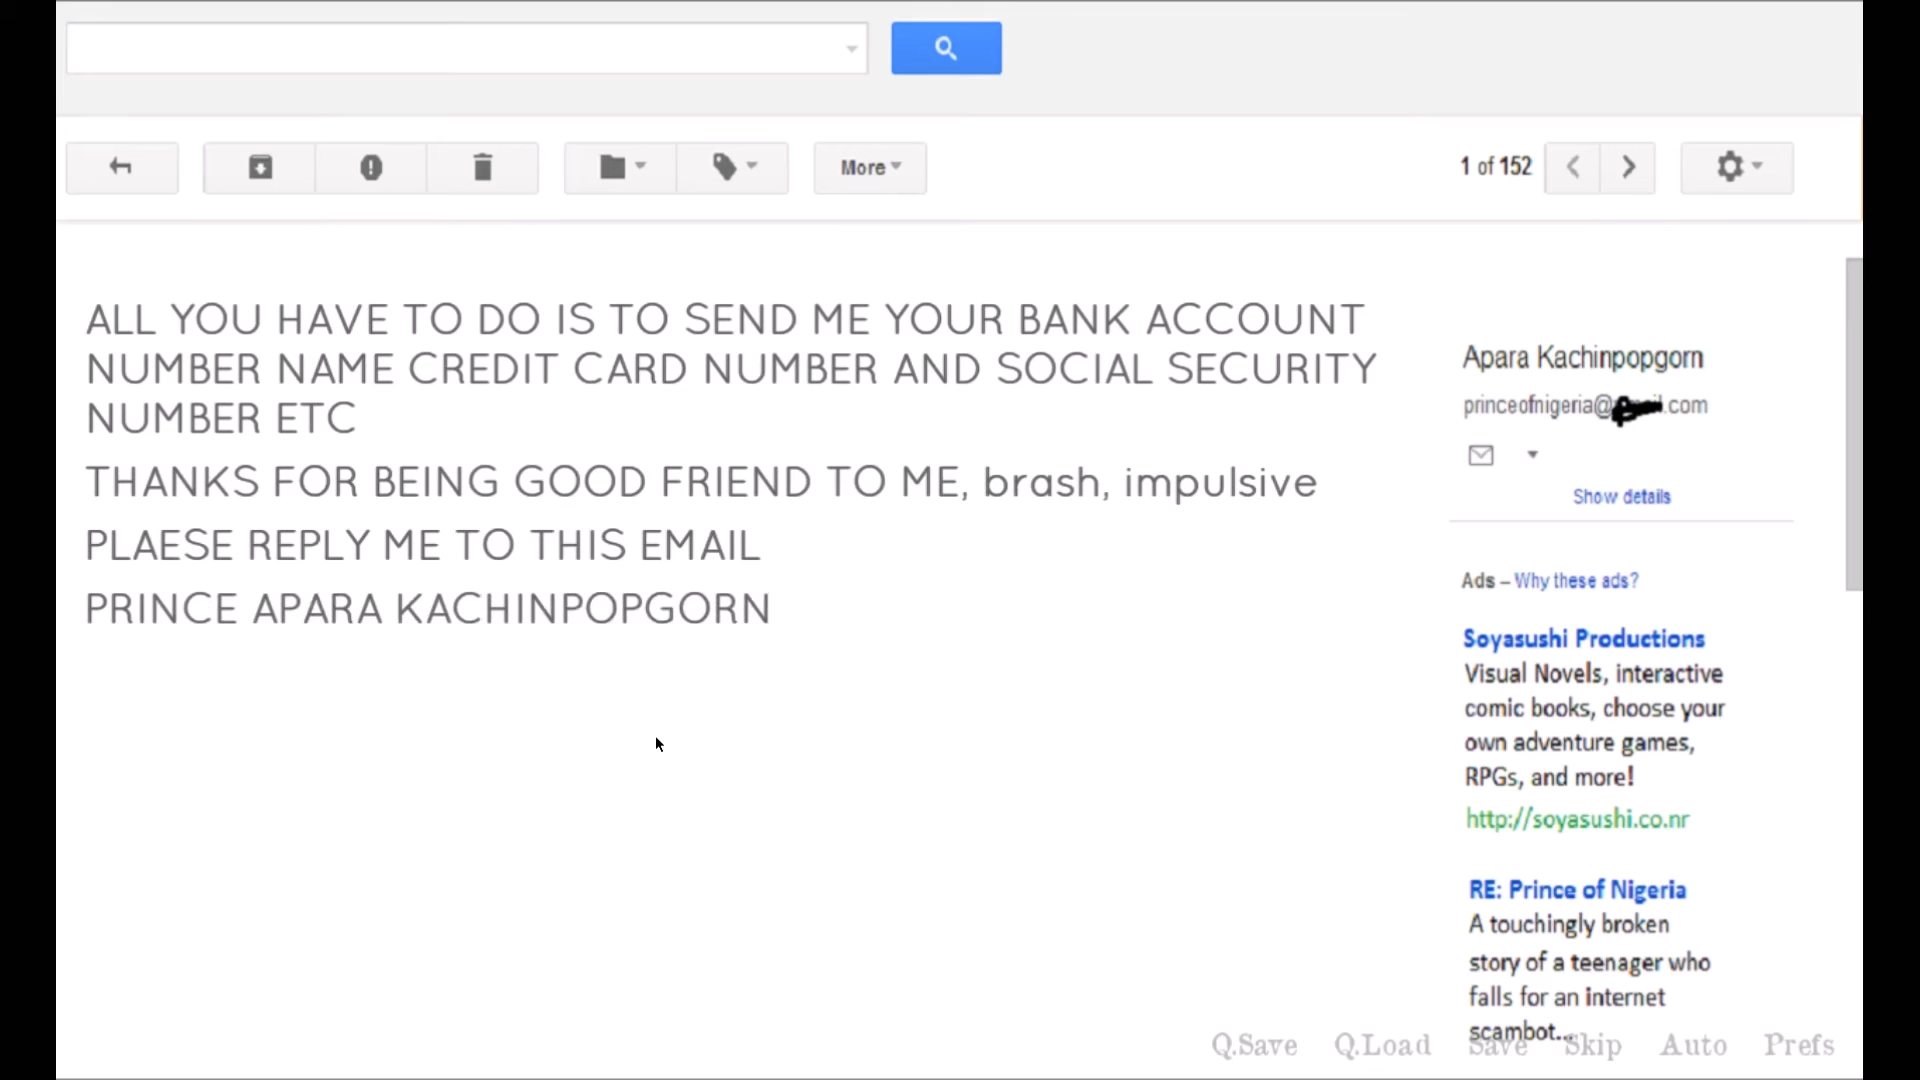 More
1 of 152
ALL YOU HAVE TO DO IS TO SEND ME YOUR BANK ACCOUNT
NUMBER NAME CREDIT CARD NUMBER AND SOCIAL SECURITY
NUMBER ETC
THANKS FOR BEING GOOD FRIEND TO ME, brash, impulsive
PLAESE REPLY ME TO THIS EMAIL
PRINCE APARA KACHINPOPGORN
Apara Kachinpopgorn
princeofnigeria@ .com
Show details
Ads – Why these ads?
Soyasushi Productions
Visual Novels, interactive
comic books, choose your
own adventure games,
RPGs, and more!
http://soyasushi.co.nr
RE: Prince of Nigeria
A touchingly broken
story of a teenager who
falls for an internet
scambot...
Q.Save Q.Load Save Skip Auto Prefs